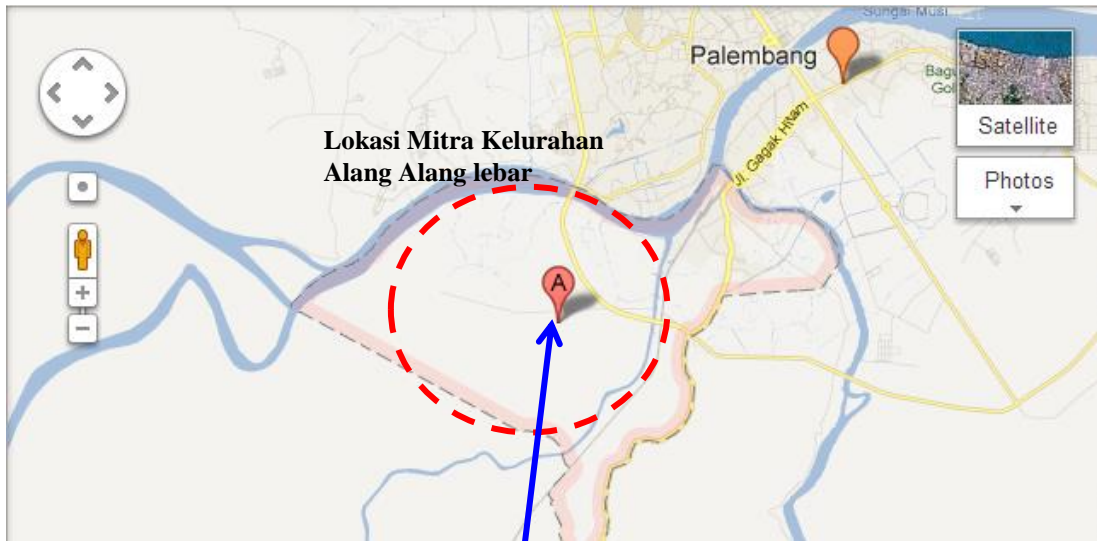 Sungai Musi
Palembang
Satellite
Photos
Lokasi Mitra Kelurahan
Alang Alang lebar
Jl. Gagak Hitam
A